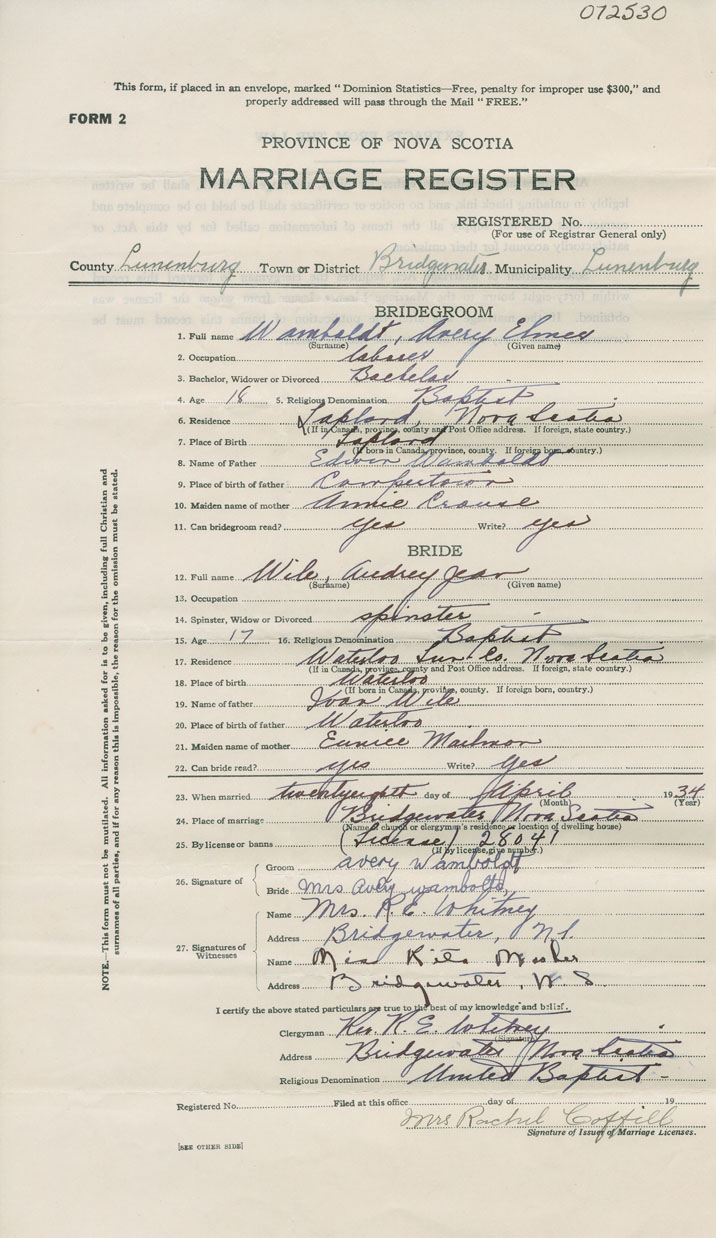 072530
This form, if placed in an envelope, marked "Dominion Statistics—Free, penalty for improper use $300," and
properly addressed will pass through the Mail "FREE."
FORM 2
PROVINCE OF NOVA SCOTIA
MARRIAGE REGISTER
REGISTERED No.
(For use of Registrar General only)
County Lunenburg Town or District Bridgewater Municipality Lunenburg
BRIDEGROOM
1. Full name Wamboldt, Avery Elmer
(Surname) (Given name)
2. Occupation labaser
3. Bachelor, Widower or Divorced Bachelor
4. Age 18 5. Religious Denomination Baptist
6. Residence Lapland, Nova Scotia
(If in Canada, province, county and Post Office address. If foreign, state country.)
7. Place of Birth Lapland
(If born in Canada, province, county. If foreign born, country.)
8. Name of Father Edwin Wamboldt
9. Place of birth of father
10. Maiden name of mother Annie Crouse
11. Can bridegroom read? yes Write? yes
BRIDE
12. Full name Wile, Audrey Jean
(Surname) (Given name)
13. Occupation
14. Spinster, Widow or Divorced spinster
15. Age 17 16. Religious Denomination Baptist
17. Residence Waterloo Lun. Co. Nova Scotia
(If in Canada, province, county and Post Office address. If foreign, state country.)
18. Place of birth Waterloo
(If born in Canada, province, county. If foreign born, country.)
19. Name of father Ivan Wile
20. Place of birth of father Waterloo
21. Maiden name of mother Eunice Mailman
22. Can bride read? yes Write? yes
23. When married twentyeighth day of April 1934
(Month) (Year)
24. Place of marriage Bridgewater Nova Scotia
(Name of church or clergyman's residence or location of dwelling house)
25. By license or banns (License) 28041
(If by license, give number.)
26. Signature of
Groom avery wamboldt
Bride Mrs Avery wambolte,
27. Signatures of Witnesses
Name Mrs. R. E. Whitney
Address Bridgewater, N.S.
Name Miss Kita Mosher
Address Bridgewater, N. S.
I certify the above stated particulars are true to the best of my knowledge and belief.
Clergyman Rev. R. E. Whitney
(Signature)
Address Bridgewater Nova Scotia
Religious Denomination United Baptist
Registered No. Filed at this office day of 19
Mrs Rachel Coffill
Signature of Issuer of Marriage Licenses.
[SEE OTHER SIDE]
NOTE.—This form must not be mutilated. All information asked for is to be given, including full Christian and
surnames of all parties, and if for any reason this is impossible, the reason for the omission must be stated.